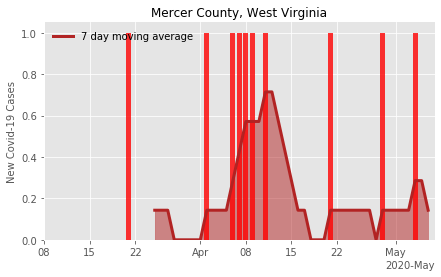 Mercer County, West Virginia
7 day moving average
New Covid-19 Cases
1.0
0.8
0.6
0.4
0.2
0.0
08 15 22 Apr 08 15 22 May
2020-May